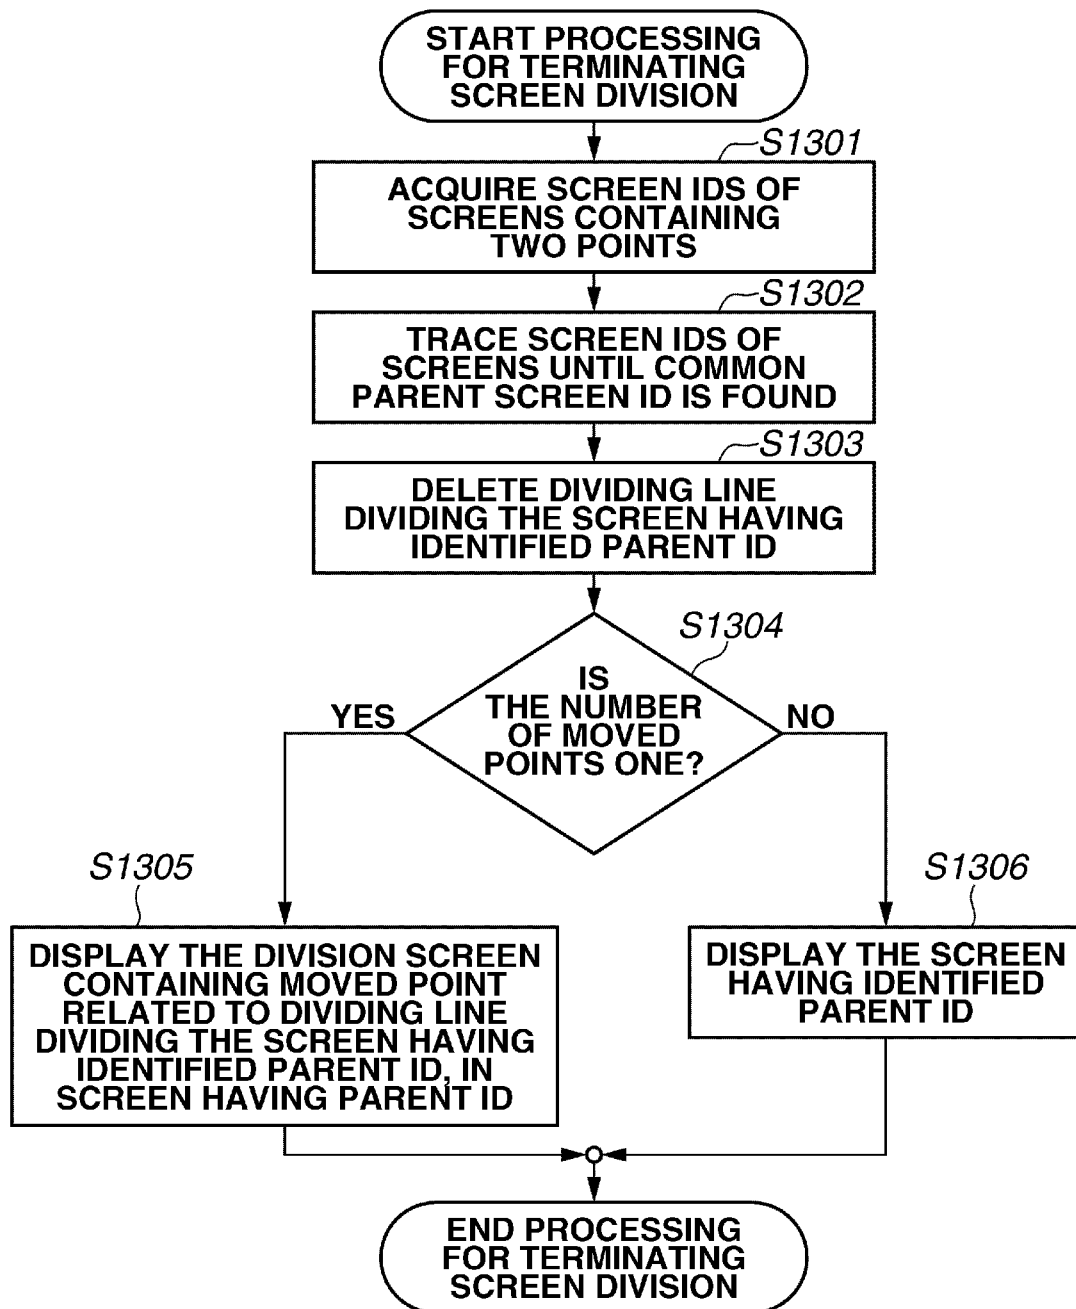 START PROCESSING
FOR TERMINATING
SCREEN DIVISION
S1301
ACQUIRE SCREEN IDS OF
SCREENS CONTAINING
TWO POINTS
S1302
TRACE SCREEN IDS OF
SCREENS UNTIL COMMON
PARENT SCREEN ID IS FOUND
S1303
DELETE DIVIDING LINE
DIVIDING THE SCREEN HAVING
IDENTIFIED PARENT ID
S1304
IS
THE NUMBER
OF MOVED
POINTS ONE?
YES
NO
S1305
DISPLAY THE DIVISION SCREEN
CONTAINING MOVED POINT
RELATED TO DIVIDING LINE
DIVIDING THE SCREEN HAVING
IDENTIFIED PARENT ID, IN
SCREEN HAVING PARENT ID
S1306
DISPLAY THE SCREEN
HAVING IDENTIFIED
PARENT ID
END PROCESSING
FOR TERMINATING
SCREEN DIVISION